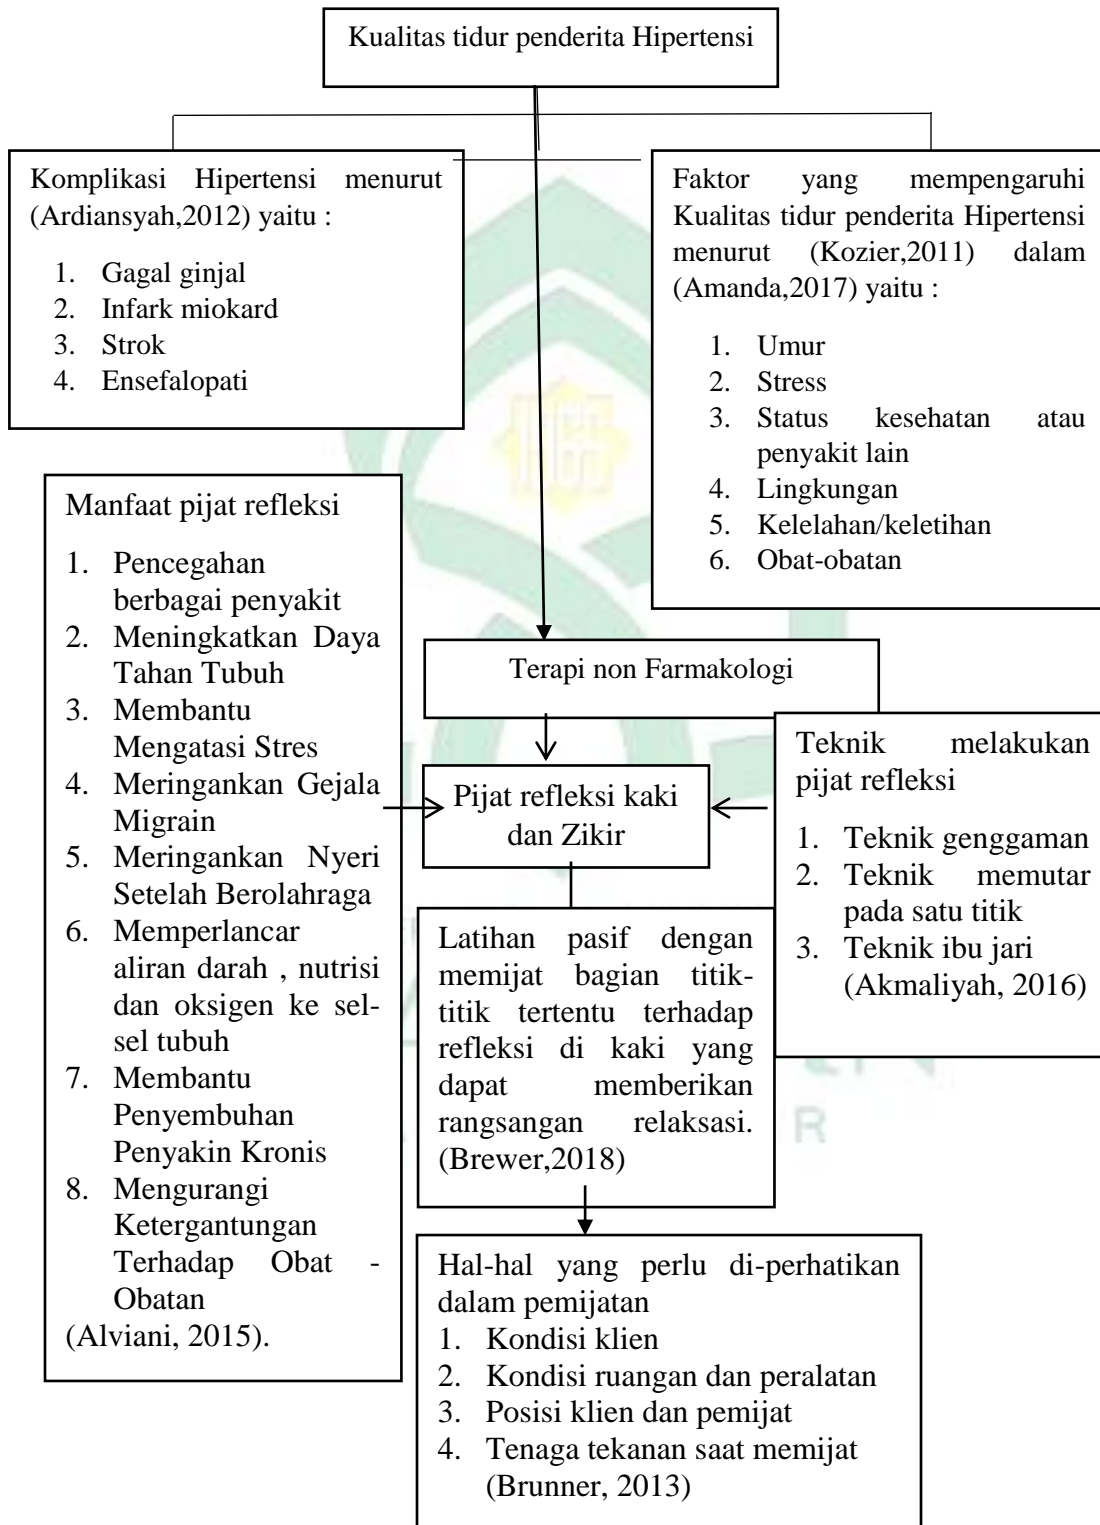 Kualitas tidur penderita Hipertensi
Komplikasi Hipertensi menurut
(Ardiansyah,2012) yaitu :
1. Gagal ginjal
2. Infark miokard
3. Strok
4. Ensefalopati
Faktor yang mempengaruhi
Kualitas tidur penderita Hipertensi
menurut (Kozier,2011) dalam
(Amanda,2017) yaitu :
1. Umur
2. Stress
3. Status kesehatan atau
penyakit lain
4. Lingkungan
5. Kelelahan/keletihan
6. Obat-obatan
Manfaat pijat refleksi
1. Pencegahan
berbagai penyakit
2. Meningkatkan Daya
Tahan Tubuh
3. Membantu
Mengatasi Stres
4. Meringankan Gejala
Migrain
5. Meringankan Nyeri
Setelah Berolahraga
6. Memperlancar
aliran darah , nutrisi
dan oksigen ke sel-
sel tubuh
7. Membantu
Penyembuhan
Penyakin Kronis
8. Mengurangi
Ketergantungan
Terhadap Obat -
Obatan
(Alviani, 2015).
Terapi non Farmakologi
Pijat refleksi kaki
dan Zikir
Teknik melakukan
pijat refleksi
1. Teknik genggaman
2. Teknik memutar
pada satu titik
3. Teknik ibu jari
(Akmaliyah, 2016)
Latihan pasif dengan
memijat bagian titik-
titik tertentu terhadap
refleksi di kaki yang
dapat memberikan
rangsangan relaksasi.
(Brewer,2018)
Hal-hal yang perlu di-perhatikan
dalam pemijatan
1. Kondisi klien
2. Kondisi ruangan dan peralatan
3. Posisi klien dan pemijat
4. Tenaga tekanan saat memijat
(Brunner, 2013)